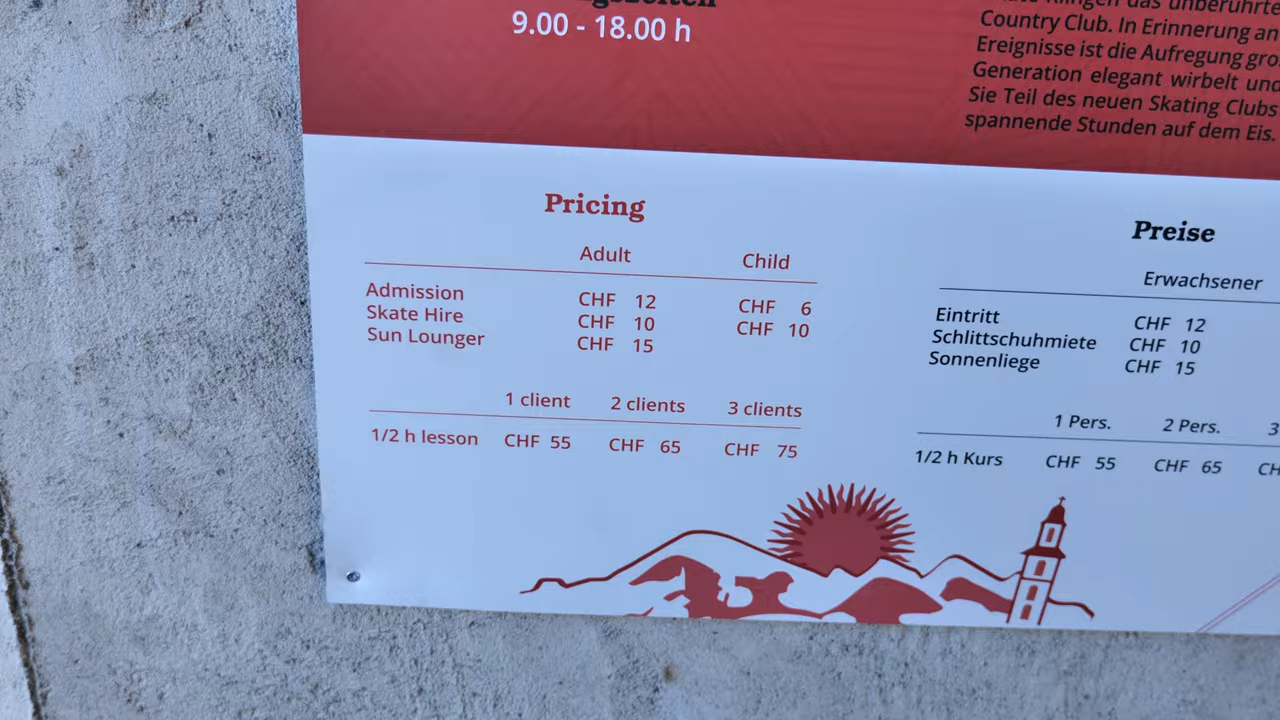 9.00 - 18.00 h
das unberührte
Country Club. In Erinnerung an
Ereignisse ist die Aufregung
Generation elegant wirbelt und
Sie Teil des neuen Skating Clubs
spannende Stunden auf dem Eis.
Pricing
Adult Child
Admission CHF 12 CHF 6
Skate Hire CHF 10 CHF 10
Sun Lounger CHF 15
1 client 2 clients 3 clients
1/2 h lesson CHF 55 CHF 65 CHF 75
Preise
Erwachsener
Eintritt CHF 12
Schlittschuhmiete CHF 10
Sonnenliege CHF 15
1 Pers. 2 Pers. 3
1/2 h Kurs CHF 55 CHF 65